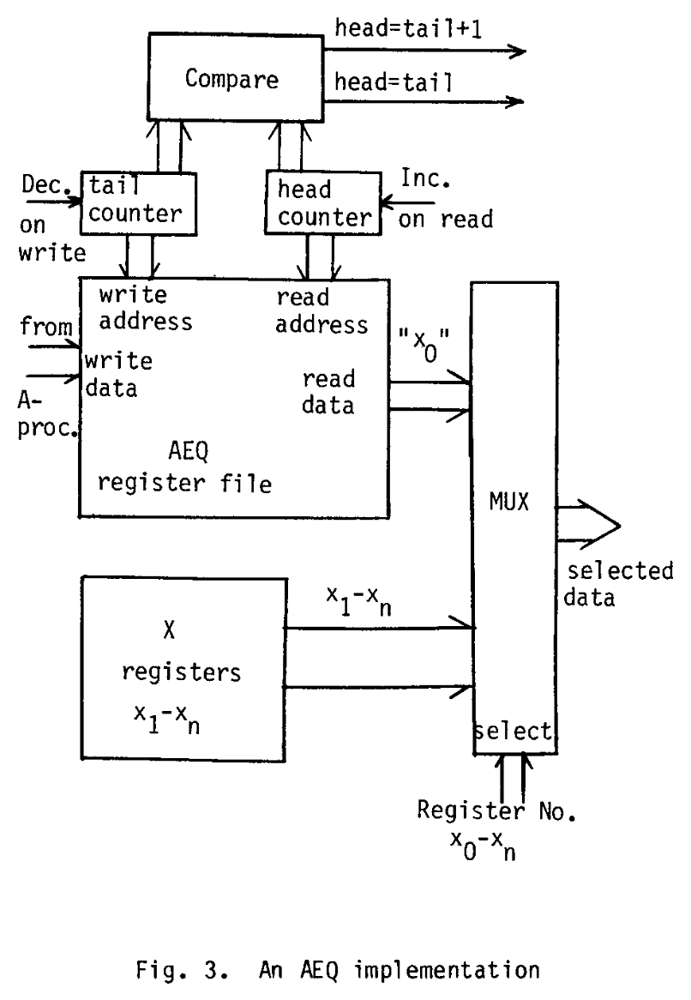 head=tail+1
Compare
head=tail
Dec.
on
write
tail
counter
head
counter
Inc.
on read
write
address
read
address
from
A-
proc.
write
data
read
data
"x0"
AEQ
register file
MUX
selected
data
X
registers
x1-xn
x1-xn
select
Register No.
x0-xn
Fig. 3. An AEQ implementation